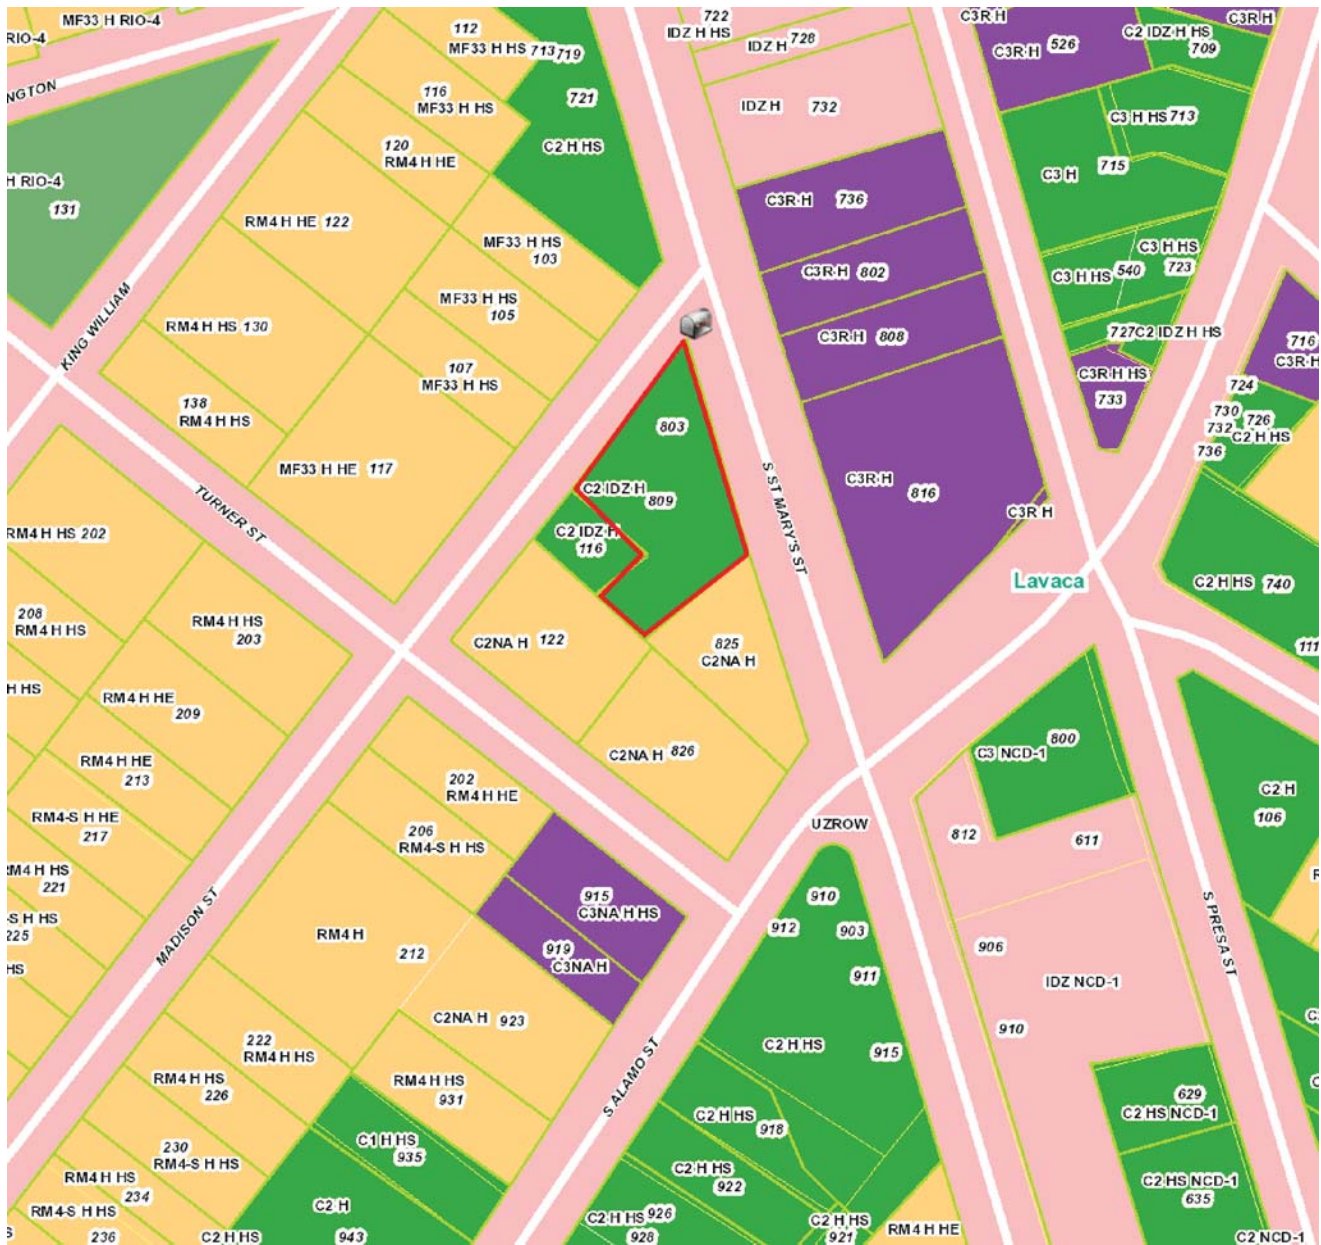 MF33 H RIO-4
RIO-4
112
MF33 H HS 713 719
722
IDZ H HS
IDZ H 728
C3R H
C3R H 526
C2 IDZ H HS
709
C3R H
NGTON
116
MF33 H HS
721
C2 H HS
IDZ H 732
C3 H HS 713
120
RM4 H HE
C3 H 715
H RIO-4
131
RM4 H HE 122
MF33 H HS
103
C3R H 736
C3 H HS
723
C3 H HS 540
MF33 H HS
105
C3R H 802
KING WILLIAM
RM4 H HS 130
C3R H 808
727 C2 IDZ H HS
716
C3R H
107
MF33 H HS
C3R H HS
733
724
138
RM4 H HS
803
730
732
726
C2 H HS
736
MF33 H HE 117
C2 IDZ H
809
S ST MARY'S ST
C3R H 816
C3R H
TURNER ST
RM4 H HS 202
C2 IDZ H
116
Lavaca
C2 H HS 740
208
RM4 H HS
RM4 H HS
203
C2NA H 122
825
C2NA H
111
H HS
RM4 H HE
209
C2NA H 826
C3 NCD-1 800
RM4 H HE
213
202
RM4 H HE
C2 H
106
RM4-S H HE
217
206
RM4-S H HS
UZROW
812
611
RM4 H HS
221
915
C3NA H HS
910
912
903
S PRESA ST
-S H HS
225
MADISON ST
RM4 H
212
919
C3NA H
906
HS
911
IDZ NCD-1
C2NA H 923
910
222
RM4 H HS
C2 H HS
915
RM4 H HS
226
RM4 H HS
931
S ALAMO ST
629
C2 HS NCD-1
C1 H HS
935
C2 H HS
918
230
RM4-S H HS
RM4 H HS
234
C2 H HS
922
C2 HS NCD-1
635
RM4-S H HS
236
C2 H
943
C2 H HS
C2 H HS 926
928
C2 H HS
921
RM4 H HE
C2 NCD-1